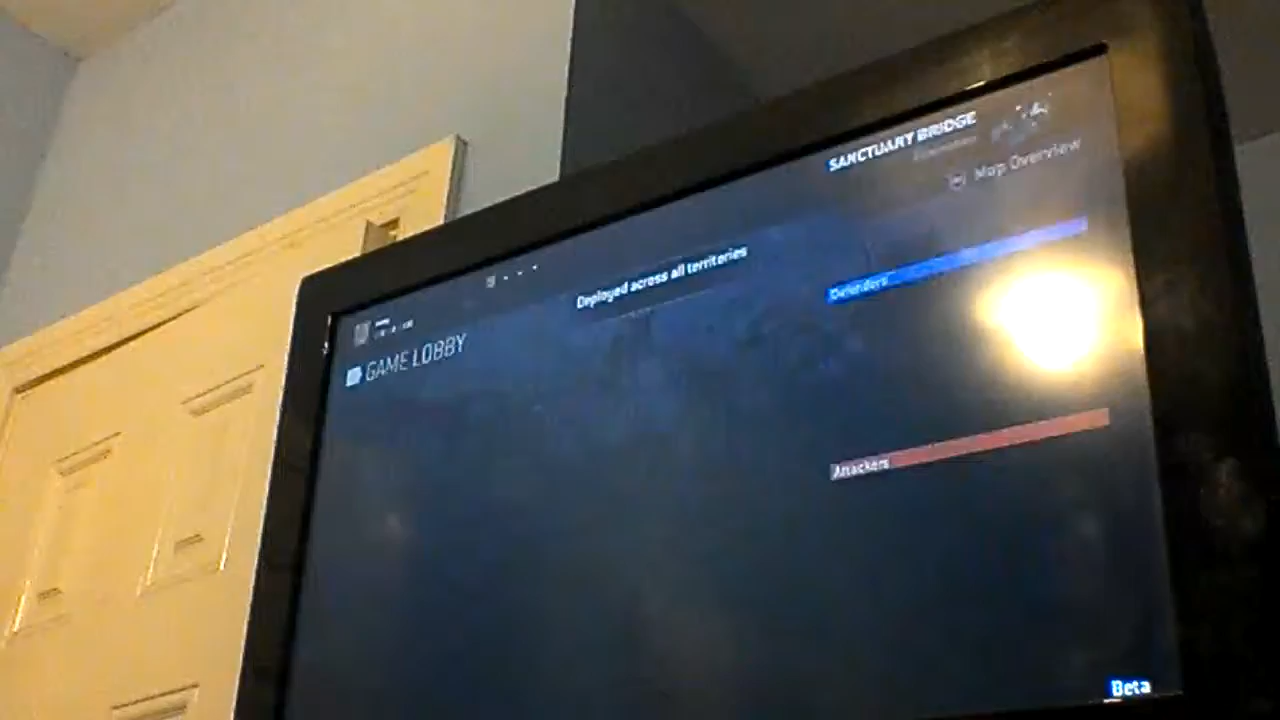 SANCTUARY BRIDGE
Map Overview
Deployed across all territories
Defenders
GAME LOBBY
Attackers
Beta